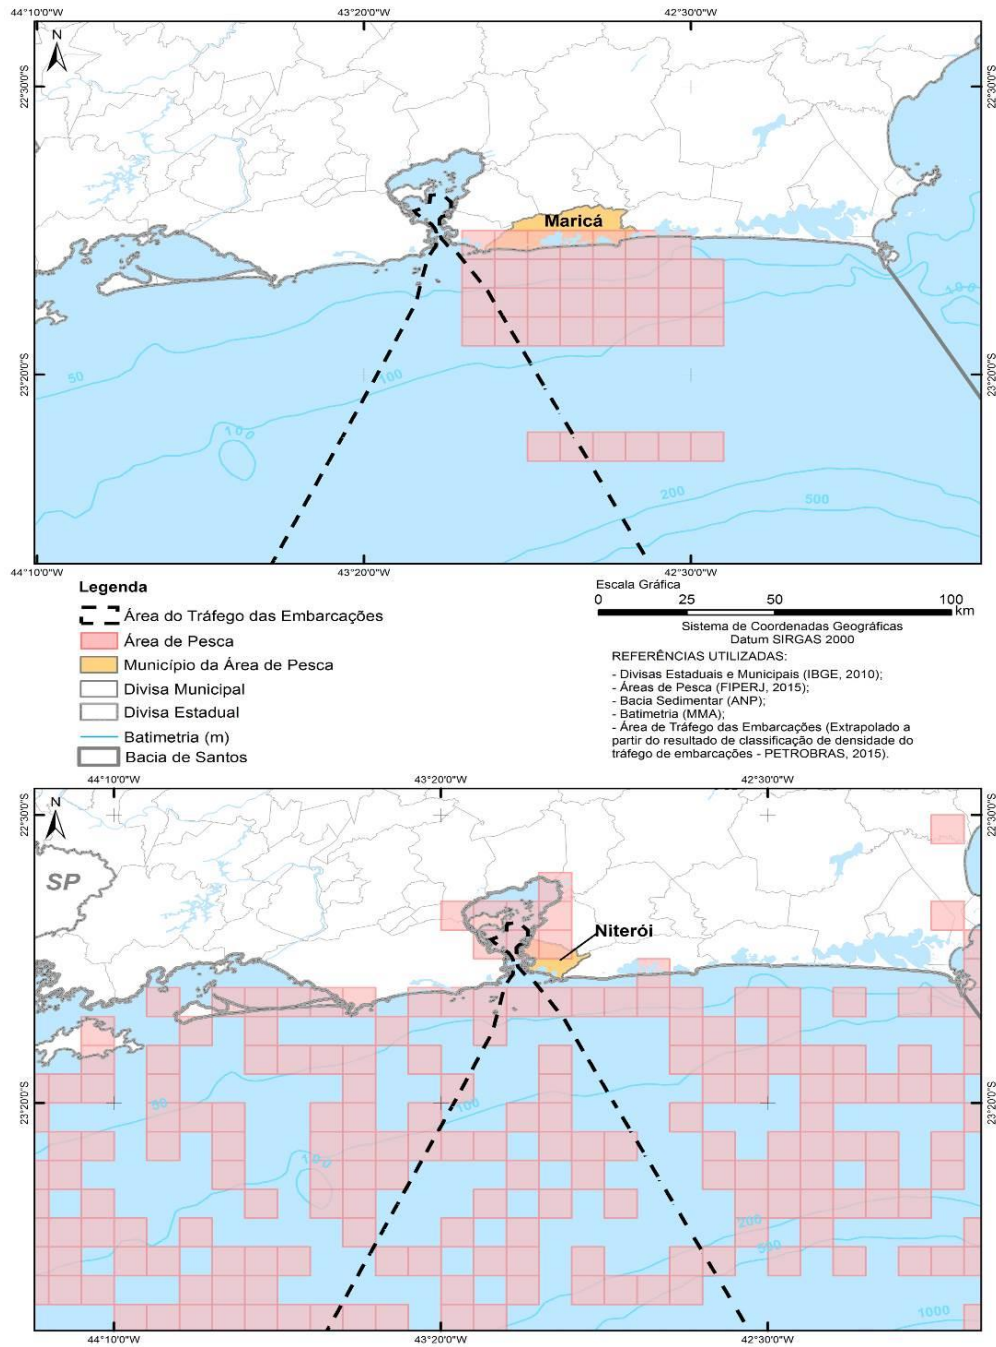 44°10'0"W 43°20'0"W 42°30'0"W
N
22°30'0"S 22°30'0"S
Maricá
100
50
100
23°20'0"S 23°20'0"S
100
200
500
44°10'0"W 43°20'0"W 42°30'0"W
Legenda
Área do Tráfego das Embarcações
Área de Pesca
Município da Área de Pesca
Divisa Municipal
Divisa Estadual
Batimetria (m)
Bacia de Santos
Escala Gráfica
0 25 50 100
km
Sistema de Coordenadas Geográficas
Datum SIRGAS 2000
REFERÊNCIAS UTILIZADAS:
- Divisas Estaduais e Municipais (IBGE, 2010);
- Áreas de Pesca (FIPERJ, 2015);
- Bacia Sedimentar (ANP);
- Batimetria (MMA);
- Área de Tráfego das Embarcações (Extrapolado a
partir do resultado de classificação de densidade do
tráfego de embarcações - PETROBRAS, 2015).
44°10'0"W 43°20'0"W 42°30'0"W
N
22°30'0"S 22°30'0"S
SP
Niterói
50
100
23°20'0"S 23°20'0"S
100
200
500
1000
44°10'0"W 43°20'0"W 42°30'0"W